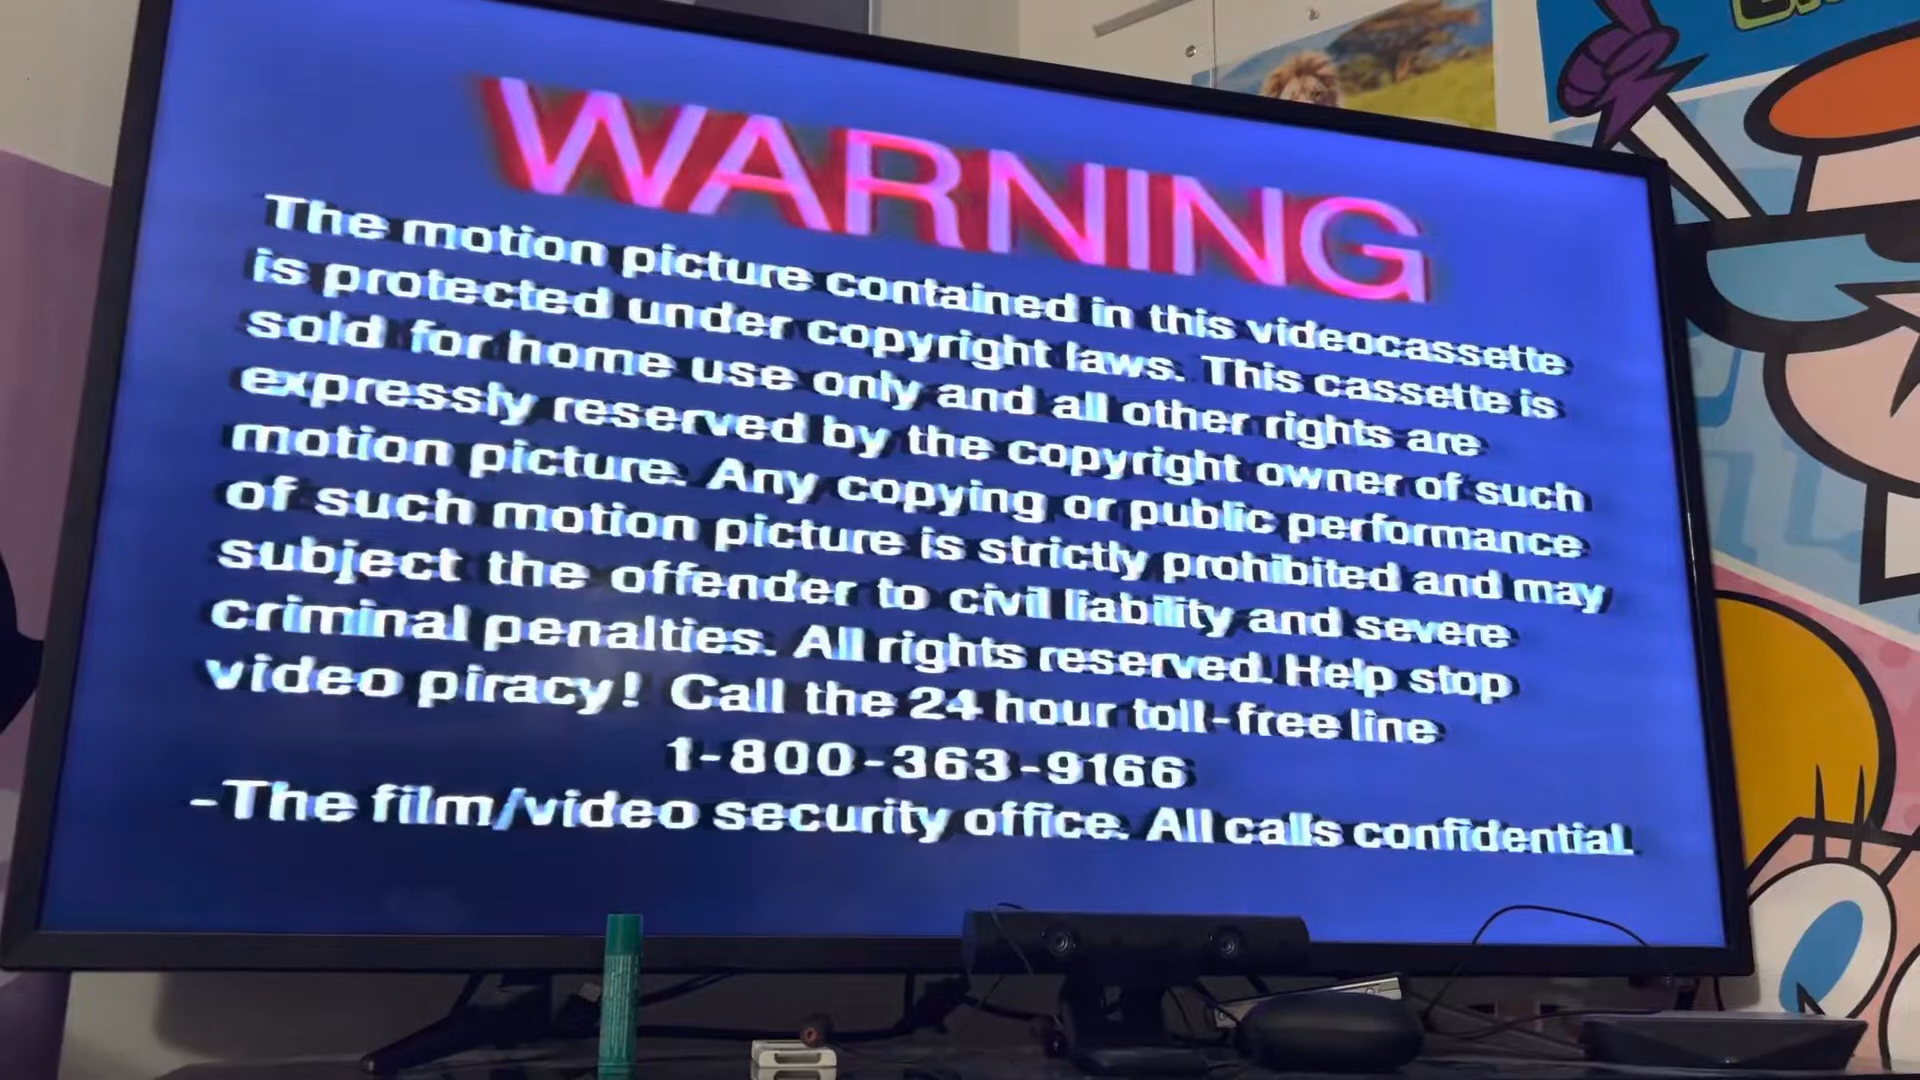 WARNING
The motion picture contained in this videocassette
is protected under copyright laws. This cassette is
sold for home use only and all other rights are
expressly reserved by the copyright owner of such
motion picture. Any copying or public performance
of such motion picture is strictly prohibited and may
subject the offender to civil liability and severe
criminal penalties. All rights reserved. Help stop
video piracy! Call the 24 hour toll-free line
1-800-363-9166
-The film/video security office. All calls confidential.